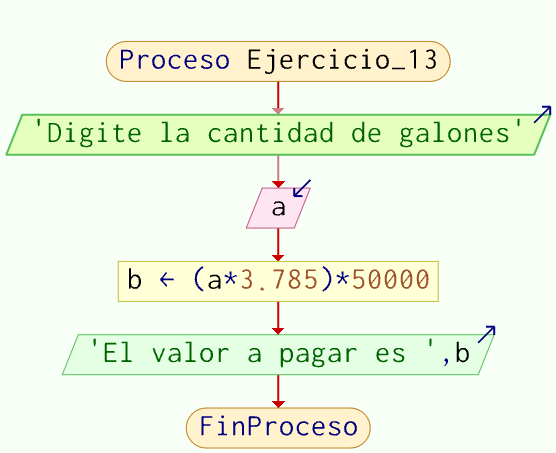 Proceso Ejercicio_13
'Digite la cantidad de galones'
a
b ← (a*3.785)*50000
'El valor a pagar es ',b
FinProceso